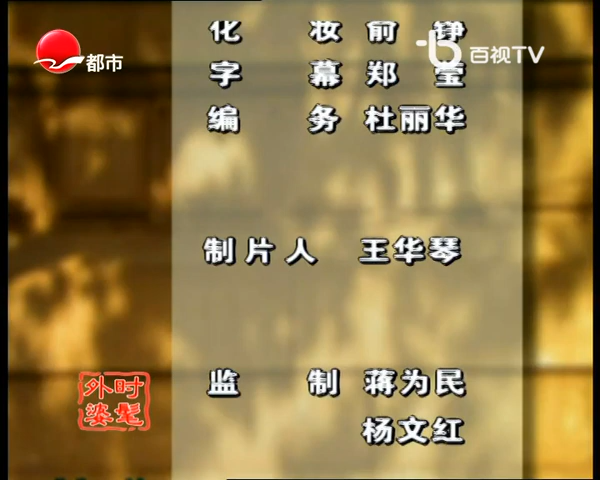 化妆 俞铮
都市
百视TV
字幕 郑莹
编务 杜丽华
制片人 王华琴
监制 蒋为民
杨文红
时髦
外婆